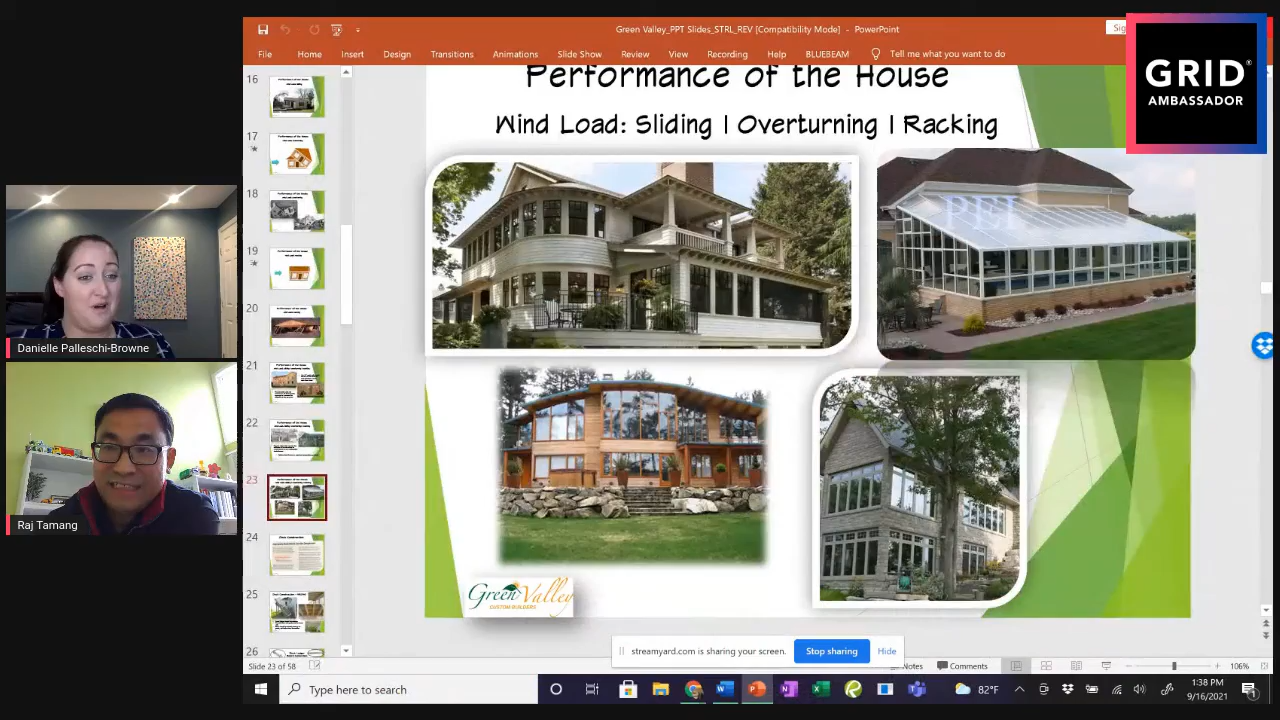 Green Valley_PPT Slides_STRL_REV [Compatibility Mode] - PowerPoint
File Home Insert Design Transitions Animations Slide Show Review View Recording Help BLUEBEAM Tell me what you want to do
GRID
AMBASSADOR
16
17
18
19
20
21
22
23
24
25
26
Performance of the House
Wind Load: Sliding | Overturning | Racking
PFI
Green Valley
CUSTOM BUILDERS
Danielle Palleschi-Browne
Raj Tamang
streamyard.com is sharing your screen. Stop sharing Hide
Slide 23 of 58
Notes Comments 106%
Type here to search
82°F
1:38 PM
9/16/2021